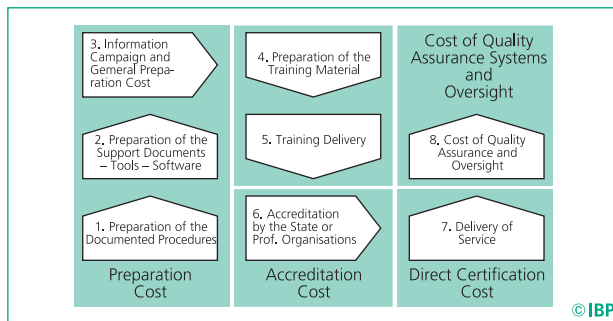 3. Information
Campaign and
General Prepa-
ration Cost
2. Preparation of the
Support Documents
– Tools – Software
1. Preparation of the
Documented Procedures
Preparation
Cost
4. Preparation of the
Training Material
5. Training Delivery
6. Accreditation
by the State or
Prof. Organisations
Accreditation
Cost
Cost of Quality
Assurance Systems
and
Oversight
8. Cost of Quality
Assurance and
Oversight
7. Delivery of
Service
Direct Certification
Cost
© IBP